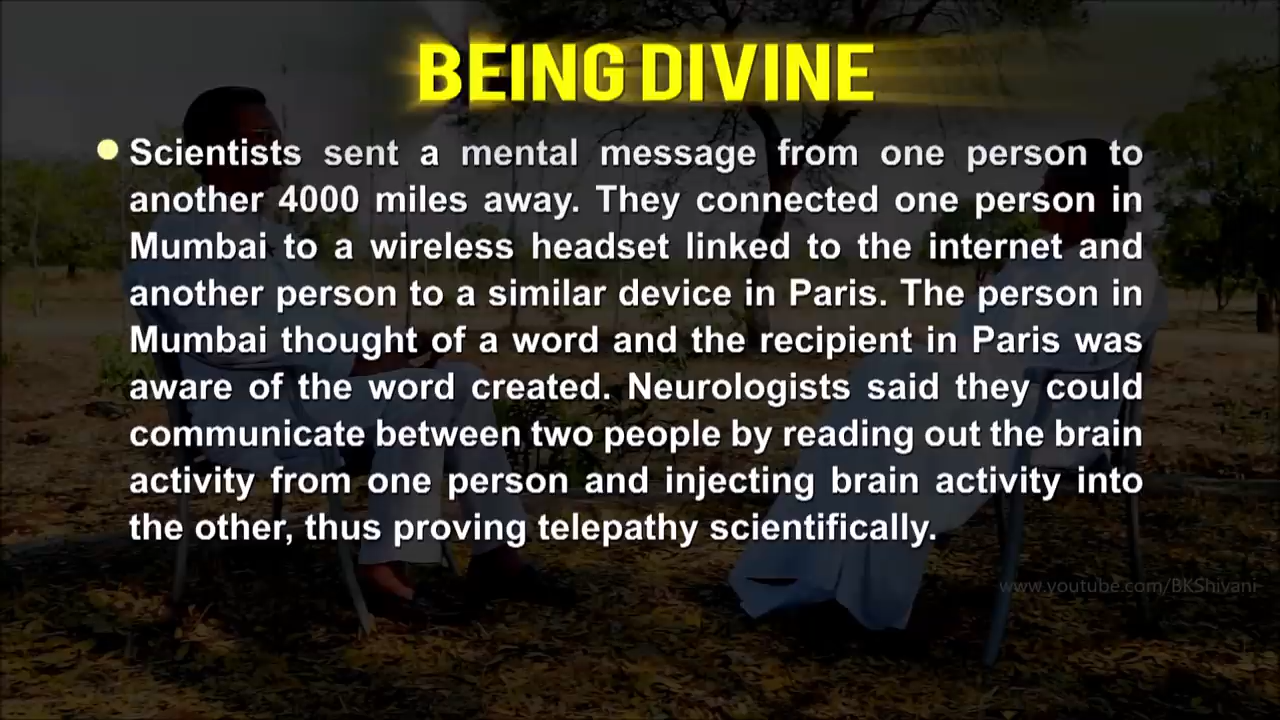 BEING DIVINE
Scientists sent a mental message from one person to
another 4000 miles away. They connected one person in
Mumbai to a wireless headset linked to the internet and
another person to a similar device in Paris. The person in
Mumbai thought of a word and the recipient in Paris was
aware of the word created. Neurologists said they could
communicate between two people by reading out the brain
activity from one person and injecting brain activity into
the other, thus proving telepathy scientifically.
www.youtube.com/BKShivani